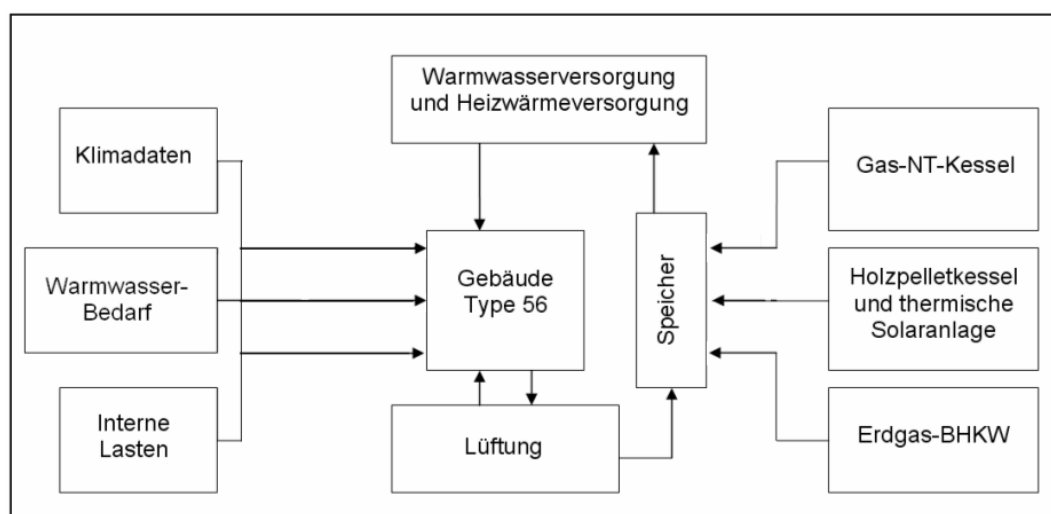 Warmwasserversorgung
und Heizwärmeversorgung
Klimadaten
Gas-NT-Kessel
Warmwasser-
Bedarf
Gebäude
Type 56
Speicher
Holzpelletkessel
und thermische
Solaranlage
Interne
Lasten
Lüftung
Erdgas-BHKW